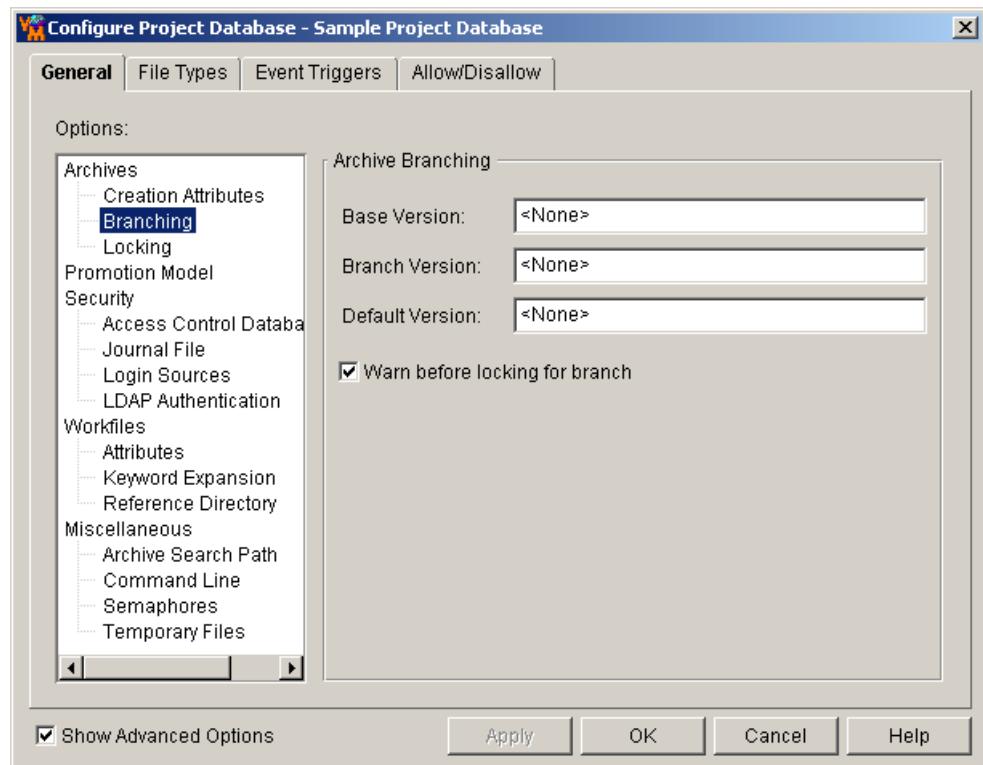 VM Configure Project Database - Sample Project Database
General
File Types
Event Triggers
Allow/Disallow
Options:
Archives
Creation Attributes
Branching
Locking
Promotion Model
Security
Access Control Databa
Journal File
Login Sources
LDAP Authentication
Workfiles
Attributes
Keyword Expansion
Reference Directory
Miscellaneous
Archive Search Path
Command Line
Semaphores
Temporary Files
Archive Branching
Base Version: <None>
Branch Version: <None>
Default Version: <None>
Warn before locking for branch
Show Advanced Options
Apply
OK
Cancel
Help